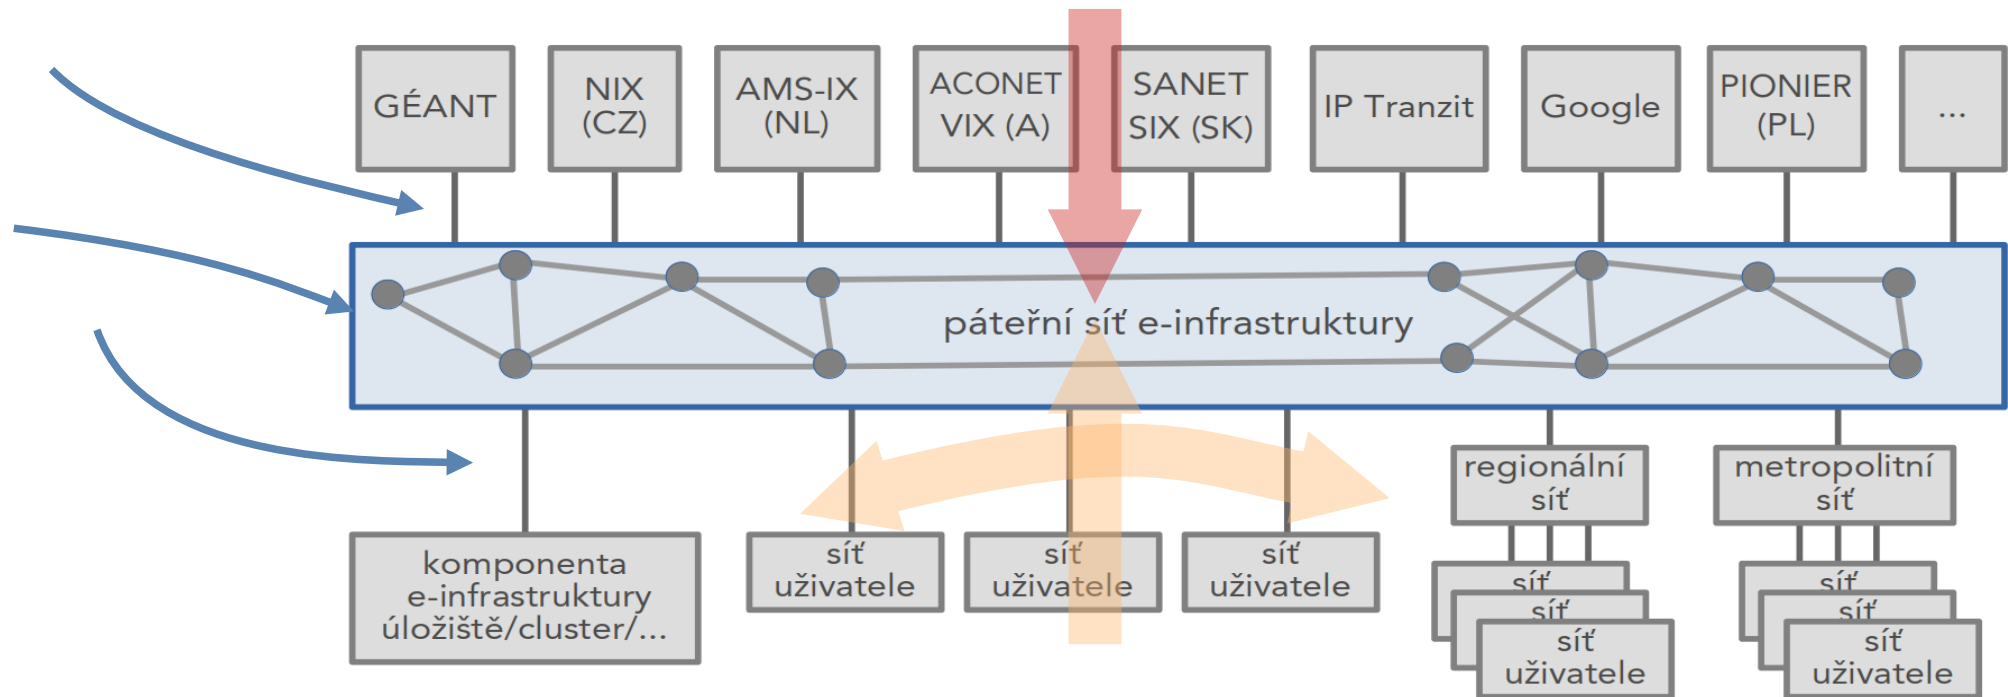 GÉANT
NIX
(CZ)
AMS-IX
(NL)
ACONET
VIX (A)
SANET
SIX (SK)
IP Tranzit
Google
PIONIER
(PL)
...
páteřní síť e-infrastruktury
komponenta
e-infrastruktury
úložiště/cluster/...
síť
uživatele
síť
uživatele
síť
uživatele
regionální
síť
síť
síť
síť
uživatele
metropolitní
síť
síť
síť
síť
uživatele